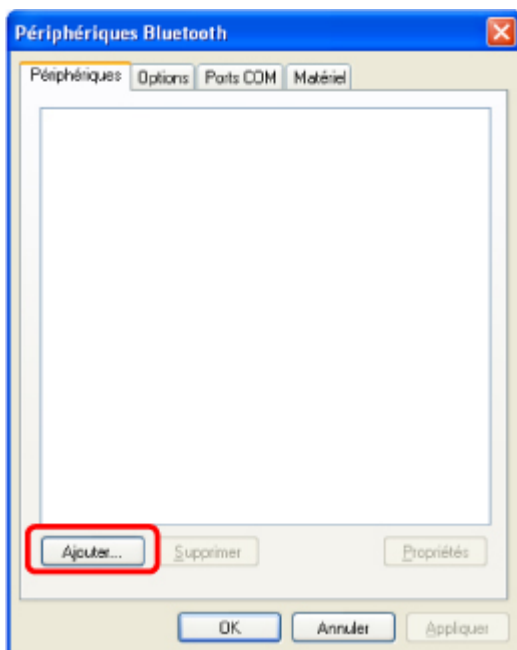 Périphériques Bluetooth
Périphériques Options Ports COM Matériel
Ajouter... Supprimer Propriétés
OK Annuler Appliquer